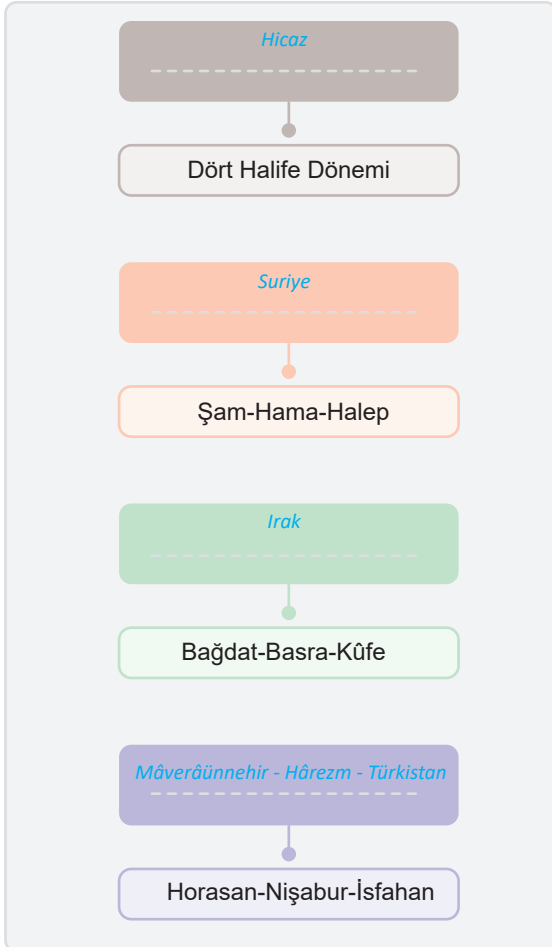 Hicaz
Dört Halife Dönemi
Suriye
Şam-Hama-Halep
Irak
Bağdat-Basra-Kûfe
Mâverâünnehir - Hârezm - Türkistan
Horasan-Nişabur-İsfahan